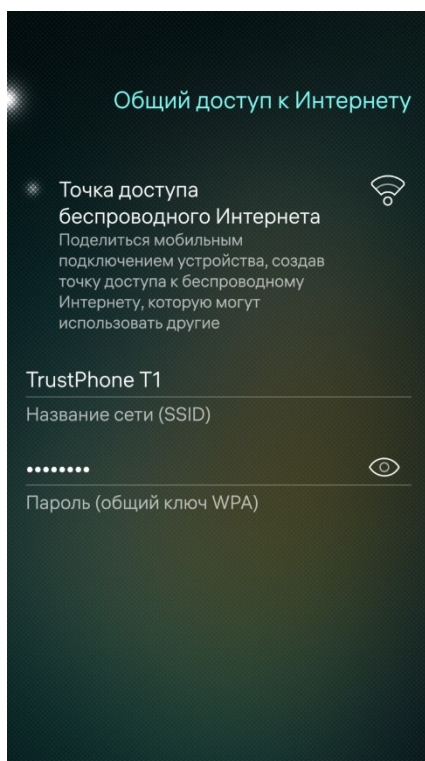 Общий доступ к Интернету
Точка доступа
беспроводного Интернета
Поделиться мобильным
подключением устройства, создав
точку доступа к беспроводному
Интернету, которую могут
использовать другие
TrustPhone T1
Название сети (SSID)
••••••••
Пароль (общий ключ WPA)